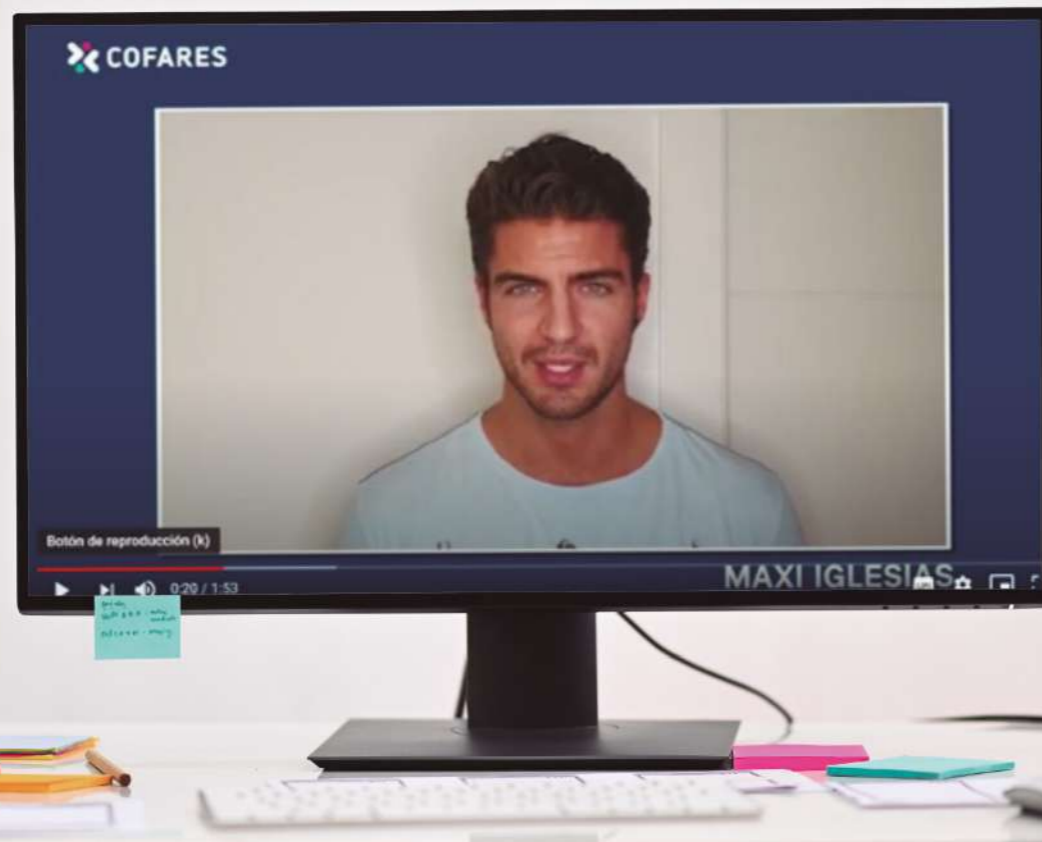 COFARES
Botón de reproducción (k)
0:20 / 1:53
MAXI IGLESIAS